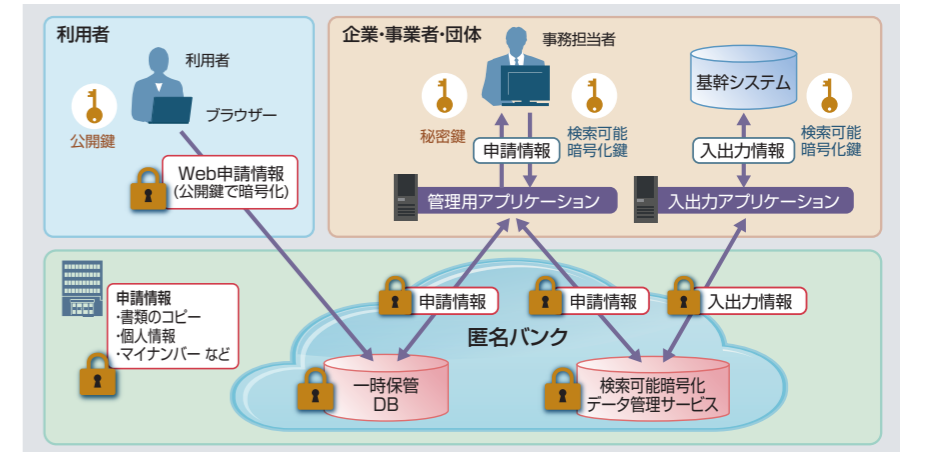 利用者
利用者
ブラウザー
公開鍵
Web申請情報
(公開鍵で暗号化)
企業・事業者・団体
事務担当者
秘密鍵
検索可能
暗号化鍵
申請情報
管理用アプリケーション
基幹システム
検索可能
暗号化鍵
入出力情報
入出力アプリケーション
申請情報
・書類のコピー
・個人情報
・マイナンバー など
申請情報
申請情報
入出力情報
匿名バンク
一時保管
DB
検索可能暗号化
データ管理サービス